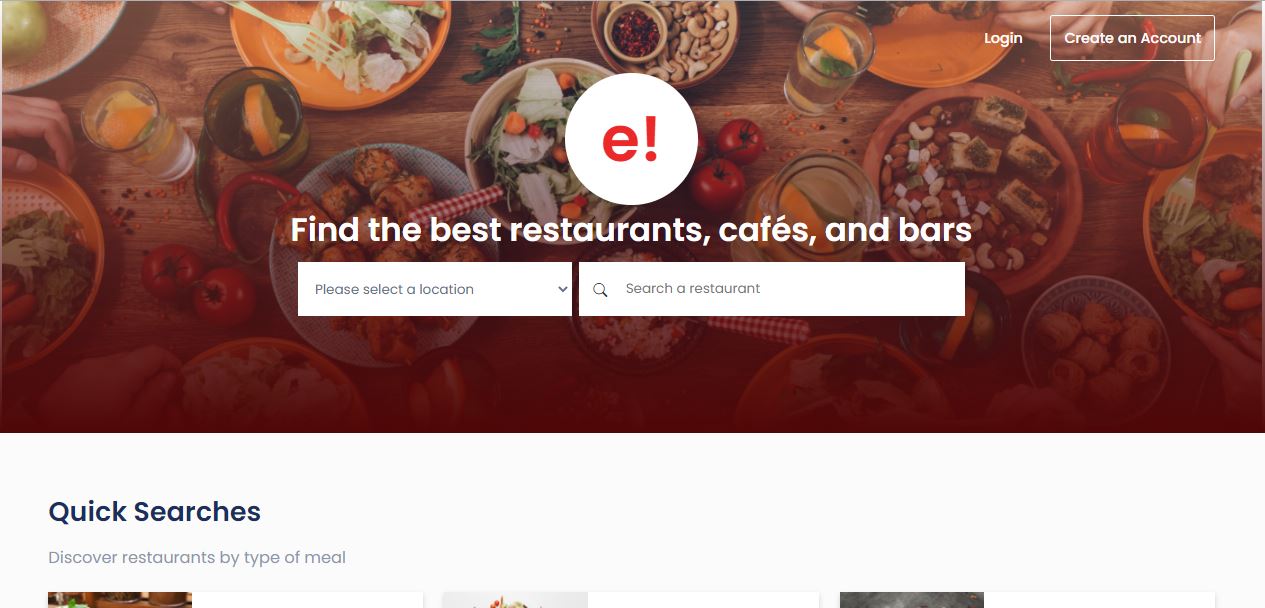 Login
Create an Account
e!
Find the best restaurants, cafés, and bars
Please select a location
Search a restaurant
Quick Searches
Discover restaurants by type of meal